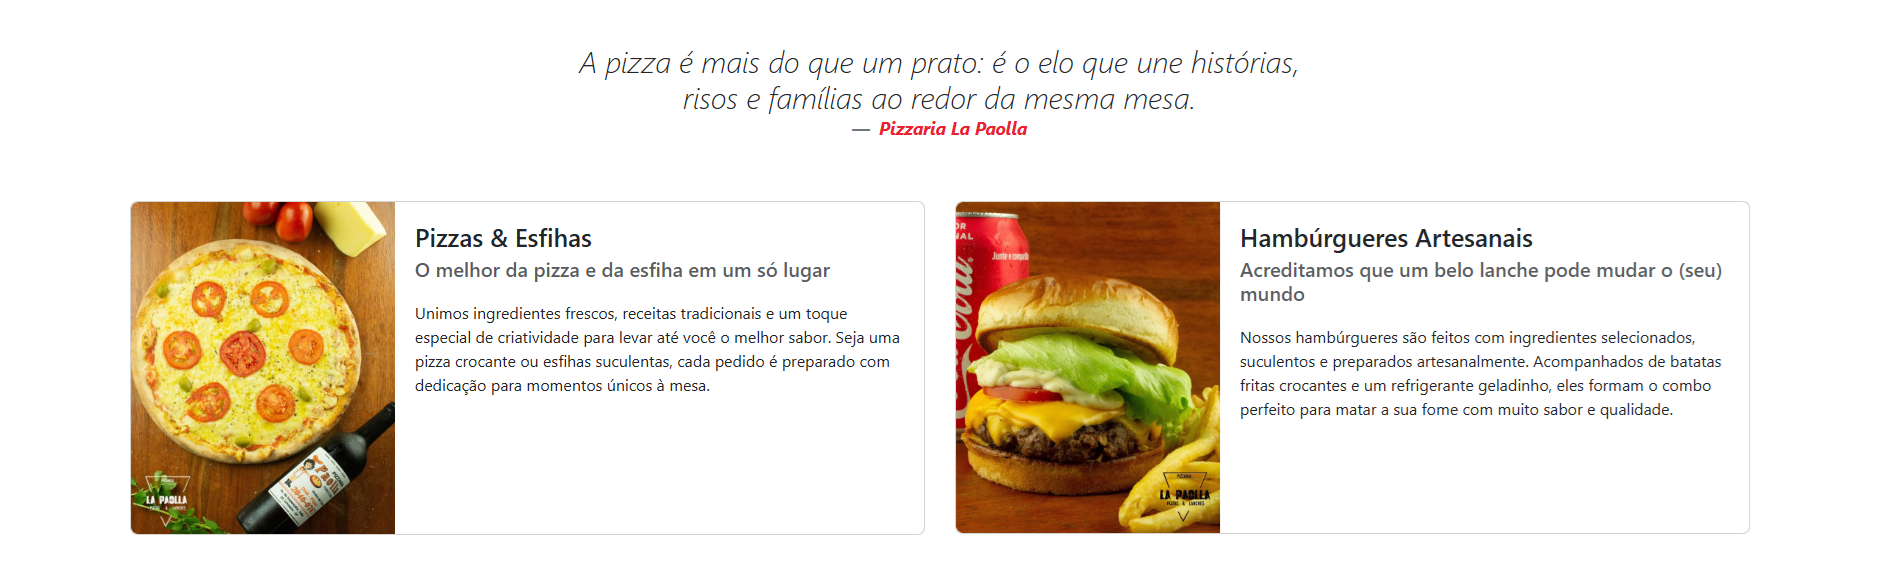 A pizza é mais do que um prato: é o elo que une histórias,
risos e famílias ao redor da mesma mesa.
— Pizzaria La Paolla
Pizzas & Esfihas
O melhor da pizza e da esfiha em um só lugar
Unimos ingredientes frescos, receitas tradicionais e um toque
especial de criatividade para levar até você o melhor sabor. Seja uma
pizza crocante ou esfihas suculentas, cada pedido é preparado com
dedicação para momentos únicos à mesa.
LA PAOLLA
Hambúrgueres Artesanais
Acreditamos que um belo lanche pode mudar o (seu)
mundo
Nossos hambúrgueres são feitos com ingredientes selecionados,
suculentos e preparados artesanalmente. Acompanhados de batatas
fritas crocantes e um refrigerante geladinho, eles formam o combo
perfeito para matar a sua fome com muito sabor e qualidade.
LA PAOLLA
PIZZAS & LANCHES